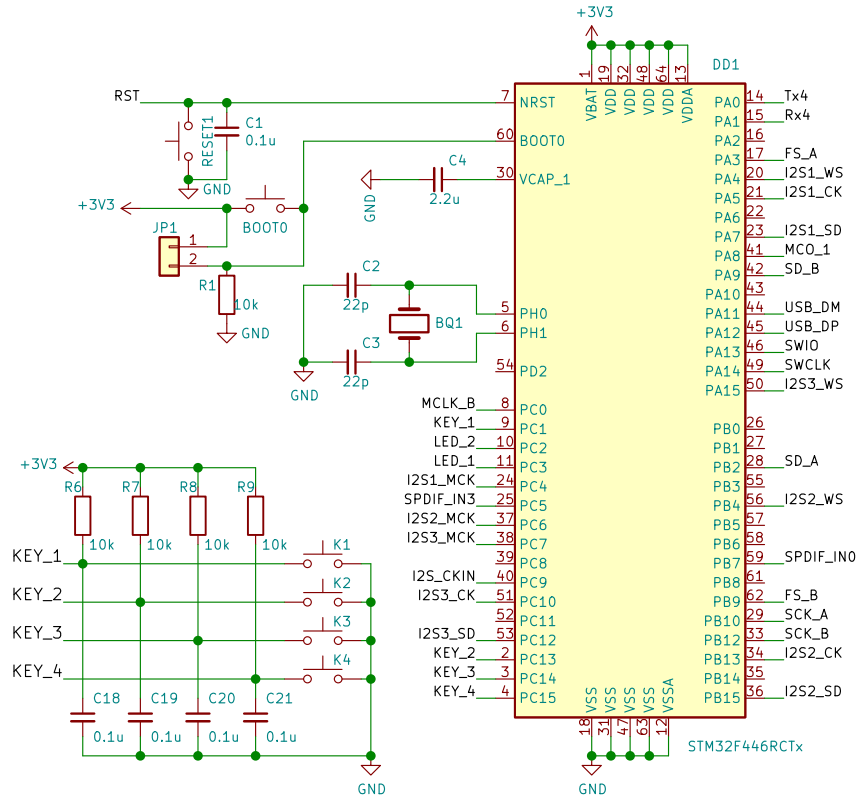 +3V3
DD1
1 19 32 48 64 13
VBAT VDD VDD VDD VDD VDDA
RST
7 NRST
60 BOOT0
30 VCAP_1
5 PH0
6 PH1
54 PD2
MCLK_B 8 PC0
KEY_1 9 PC1
LED_2 10 PC2
LED_1 11 PC3
I2S1_MCK 24 PC4
SPDIF_IN3 25 PC5
I2S2_MCK 37 PC6
I2S3_MCK 38 PC7
39 PC8
I2S_CKIN 40 PC9
I2S3_CK 51 PC10
52 PC11
I2S3_SD 53 PC12
KEY_2 2 PC13
KEY_3 3 PC14
KEY_4 4 PC15
PA0 14 Tx4
PA1 15 Rx4
PA2 16
PA3 17 FS_A
PA4 20 I2S1_WS
PA5 21 I2S1_CK
PA6 22
PA7 23 I2S1_SD
PA8 41 MCO_1
PA9 42 SD_B
PA10 43
PA11 44 USB_DM
PA12 45 USB_DP
PA13 46 SWIO
PA14 49 SWCLK
PA15 50 I2S3_WS
PB0 26
PB1 27
PB2 28 SD_A
PB3 55
PB4 56 I2S2_WS
PB5 57
PB6 58
PB7 59 SPDIF_IN0
PB8 61
PB9 62 FS_B
PB10 29 SCK_A
PB12 33 SCK_B
PB13 34 I2S2_CK
PB14 35
PB15 36 I2S2_SD
VSS VSS VSS VSS VSSA
18 31 47 63 12
STM32F446RCTx
GND
RESET1
C1
0.1u
GND
+3V3
BOOT0
JP1
1
2
R1
10k
GND
C4
2.2u
GND
C2
22p
BQ1
C3
22p
GND
+3V3
R6 R7 R8 R9
10k 10k 10k 10k
KEY_1 K1
KEY_2 K2
KEY_3 K3
KEY_4 K4
C18 C19 C20 C21
0.1u 0.1u 0.1u 0.1u
GND